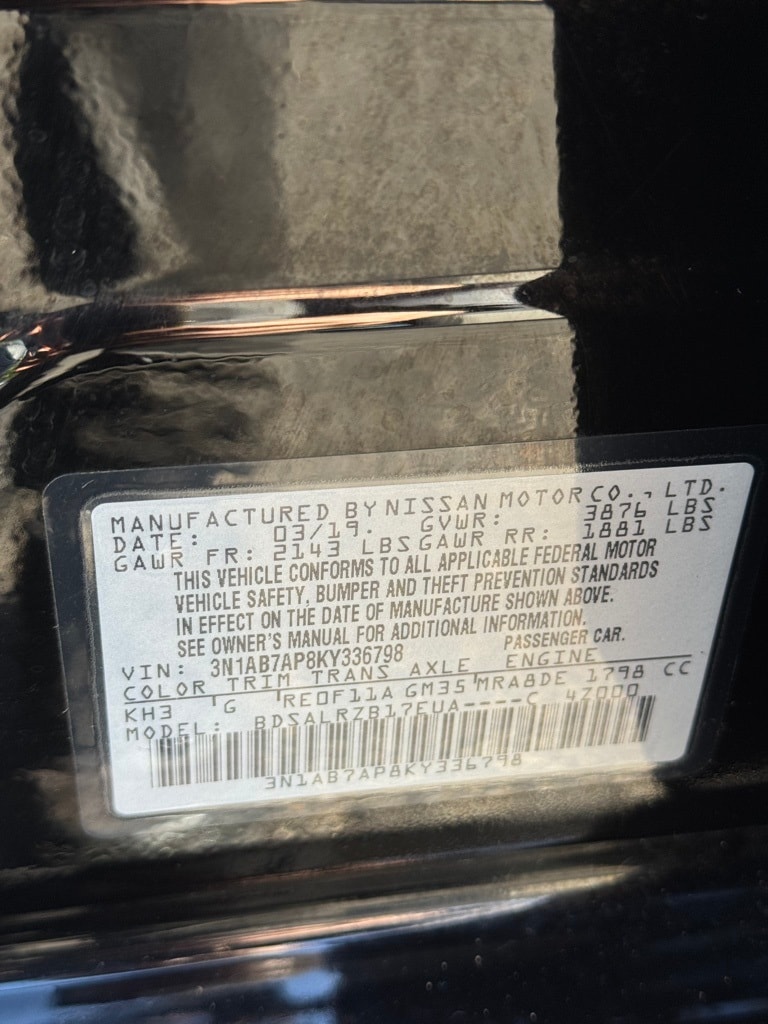 MANUFACTURED BY NISSAN MOTOR CO., LTD.
DATE: 03/19. GVWR: 3876 LBS
GAWR FR: 2143 LBS GAWR RR: 1881 LBS
THIS VEHICLE CONFORMS TO ALL APPLICABLE FEDERAL MOTOR
VEHICLE SAFETY, BUMPER AND THEFT PREVENTION STANDARDS
IN EFFECT ON THE DATE OF MANUFACTURE SHOWN ABOVE.
SEE OWNER'S MANUAL FOR ADDITIONAL INFORMATION.
VIN: 3N1AB7AP8KY336798 PASSENGER CAR.
COLOR TRIM TRANS AXLE ENGINE
KH3 G RE0F11A GM35 MRA8DE 1798 CC
MODEL: BDSALRZB17EUA----C 4Z000
3N1AB7AP8KY336798